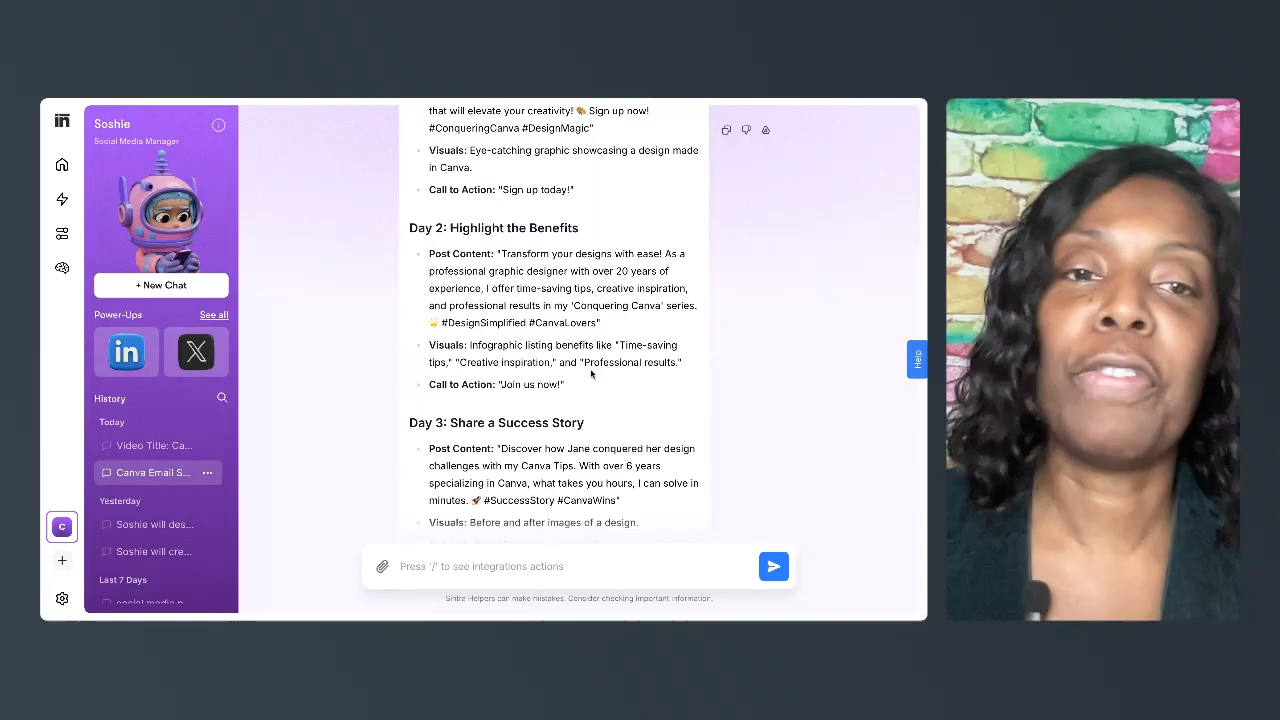 Soshie
Social Media Manager
+ New Chat
Power-Ups
See all
in
X
History
Today
Video Title: Ca...
Canva Email S...
Yesterday
Soshie will des...
Soshie will cre...
Last 7 Days
social media p
C
that will elevate your creativity! 🎨 Sign up now!
#ConqueringCanva #DesignMagic"
Visuals: Eye-catching graphic showcasing a design made
in Canva.
Call to Action: "Sign up today!"
Day 2: Highlight the Benefits
Post Content: "Transform your designs with ease! As a
professional graphic designer with over 20 years of
experience, I offer time-saving tips, creative inspiration,
and professional results in my 'Conquering Canva' series.
🌟 #DesignSimplified #CanvaLovers"
Visuals: Infographic listing benefits like "Time-saving
tips," "Creative inspiration," and "Professional results."
Call to Action: "Join us now!"
Day 3: Share a Success Story
Post Content: "Discover how Jane conquered her design
challenges with my Canva Tips. With over 6 years
specializing in Canva, what takes you hours, I can solve in
minutes. 🚀 #SuccessStory #CanvaWins"
Visuals: Before and after images of a design.
Press '/' to see integrations actions
Sintra Helpers can make mistakes. Consider checking important information.
Help